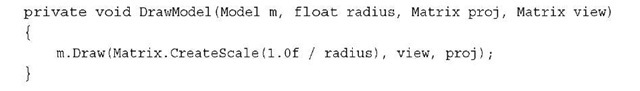 private void DrawModel(Model m, float radius, Matrix proj, Matrix view)
{
    m.Draw(Matrix.CreateScale(1.0f / radius), view, proj);
}